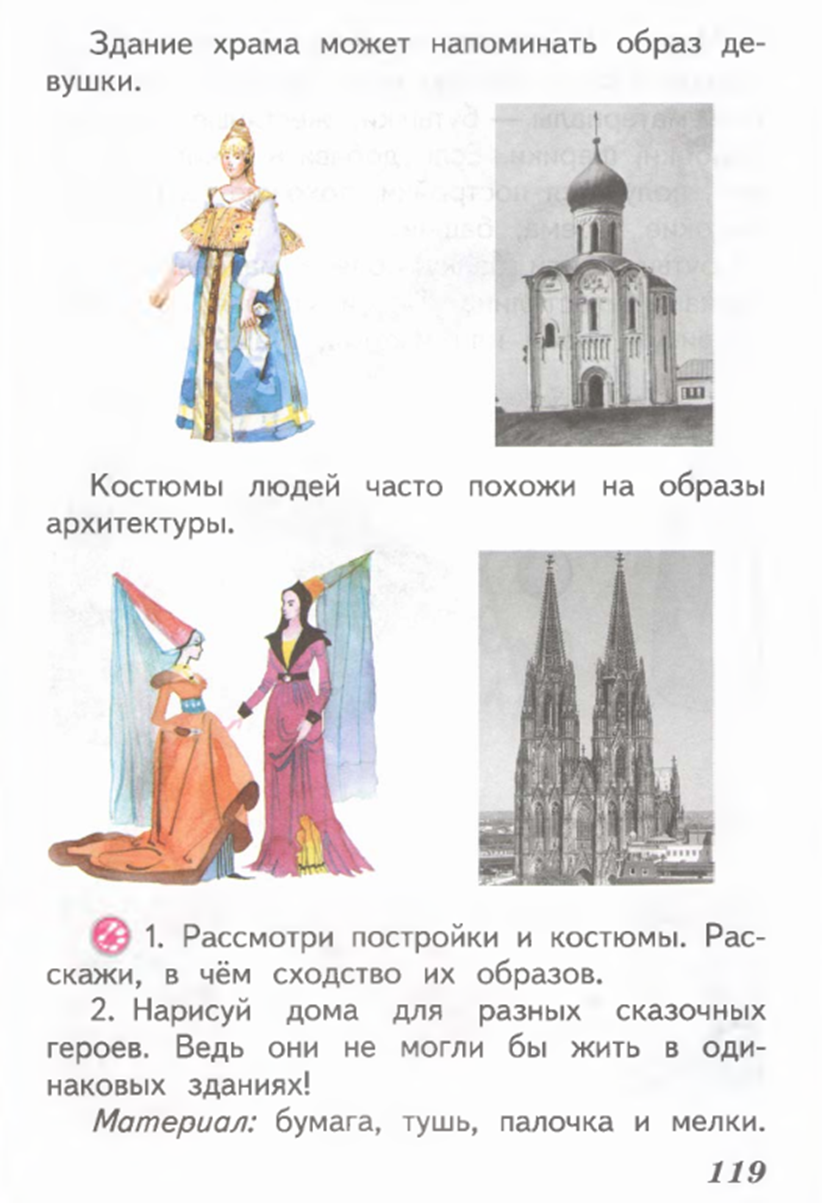 Здание храма может напоминать образ де-
вушки.
Костюмы людей часто похожи на образы
архитектуры.
1. Рассмотри постройки и костюмы. Рас-
скажи, в чём сходство их образов.
2. Нарисуй дома для разных сказочных
героев. Ведь они не могли бы жить в оди-
наковых зданиях!
Материал: бумага, тушь, палочка и мелки.
119